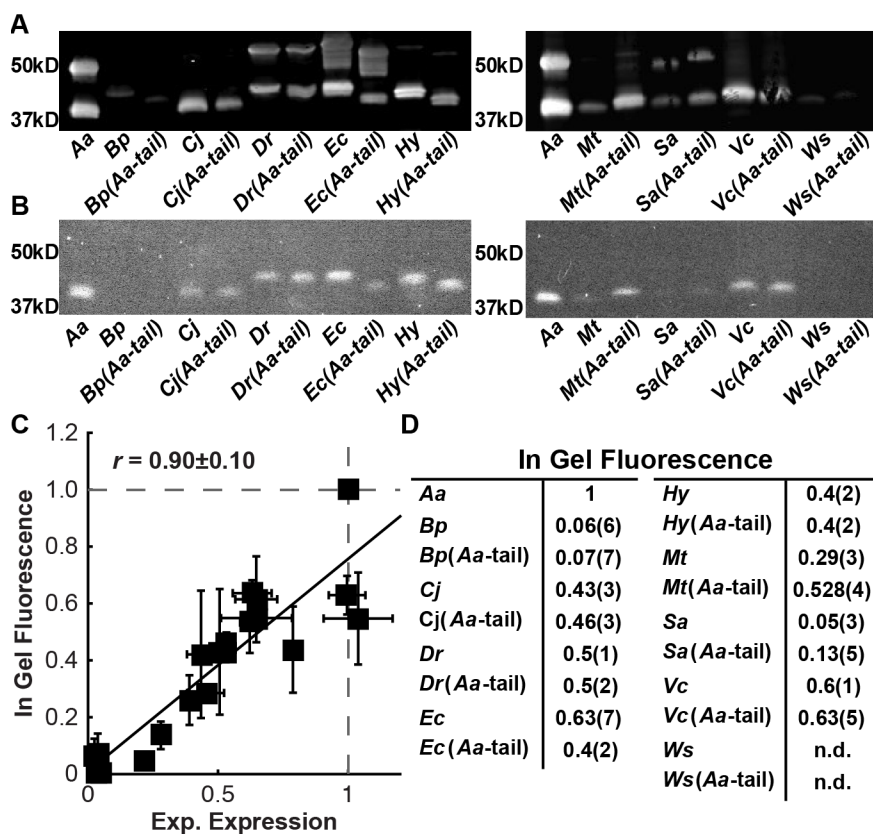 A
50kD
37kD
50kD
37kD
Aa
Bp
Bp(Aa-tail)
Cj
Cj(Aa-tail)
Dr
Dr(Aa-tail)
Ec
Ec(Aa-tail)
Hy
Hy(Aa-tail)
Aa
Mt
Mt(Aa-tail)
Sa
Sa(Aa-tail)
Vc
Vc(Aa-tail)
Ws
Ws(Aa-tail)
B
50kD
37kD
50kD
37kD
Aa
Bp
Bp(Aa-tail)
Cj
Cj(Aa-tail)
Dr
Dr(Aa-tail)
Ec
Ec(Aa-tail)
Hy
Hy(Aa-tail)
Aa
Mt
Mt(Aa-tail)
Sa
Sa(Aa-tail)
Vc
Vc(Aa-tail)
Ws
Ws(Aa-tail)
C
r = 0.90±0.10
In Gel Fluorescence
1.2
1.0
0.8
0.6
0.4
0.2
0
0 0.5 1
Exp. Expression
D
In Gel Fluorescence
Aa 1
Bp 0.06(6)
Bp(Aa-tail) 0.07(7)
Cj 0.43(3)
Cj(Aa-tail) 0.46(3)
Dr 0.5(1)
Dr(Aa-tail) 0.5(2)
Ec 0.63(7)
Ec(Aa-tail) 0.4(2)
Hy 0.4(2)
Hy(Aa-tail) 0.4(2)
Mt 0.29(3)
Mt(Aa-tail) 0.528(4)
Sa 0.05(3)
Sa(Aa-tail) 0.13(5)
Vc 0.6(1)
Vc(Aa-tail) 0.63(5)
Ws n.d.
Ws(Aa-tail) n.d.